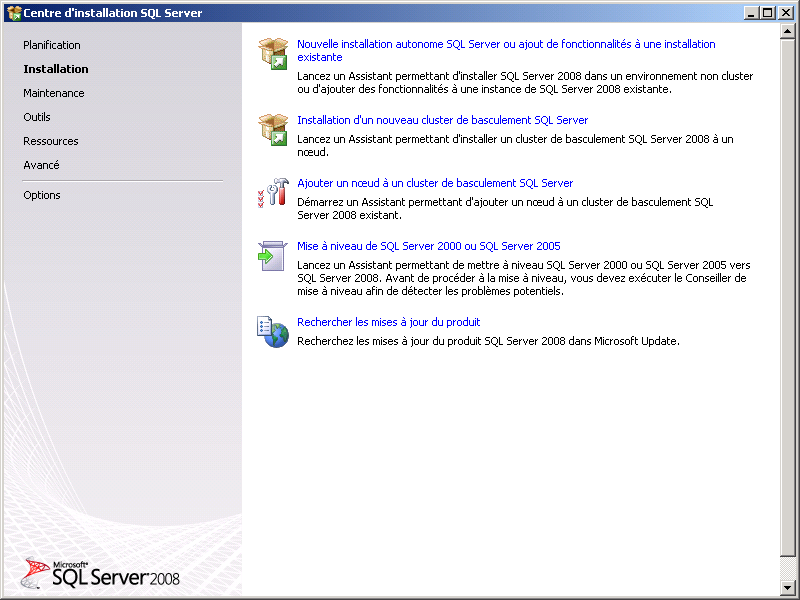 Centre d'installation SQL Server
Planification
Installation
Maintenance
Outils
Ressources
Avancé
Options
Nouvelle installation autonome SQL Server ou ajout de fonctionnalités à une installation
existante
Lancez un Assistant permettant d'installer SQL Server 2008 dans un environnement non cluster
ou d'ajouter des fonctionnalités à une instance de SQL Server 2008 existante.
Installation d'un nouveau cluster de basculement SQL Server
Lancez un Assistant permettant d'installer un cluster de basculement SQL Server 2008 à un
nœud.
Ajouter un nœud à un cluster de basculement SQL Server
Démarrez un Assistant permettant d'ajouter un nœud à un cluster de basculement SQL
Server 2008 existant.
Mise à niveau de SQL Server 2000 ou SQL Server 2005
Lancez un Assistant permettant de mettre à niveau SQL Server 2000 ou SQL Server 2005 vers
SQL Server 2008. Avant de procéder à la mise à niveau, vous devez exécuter le Conseiller de
mise à niveau afin de détecter les problèmes potentiels.
Rechercher les mises à jour du produit
Recherchez les mises à jour du produit SQL Server 2008 dans Microsoft Update.
Microsoft®
SQL Server 2008